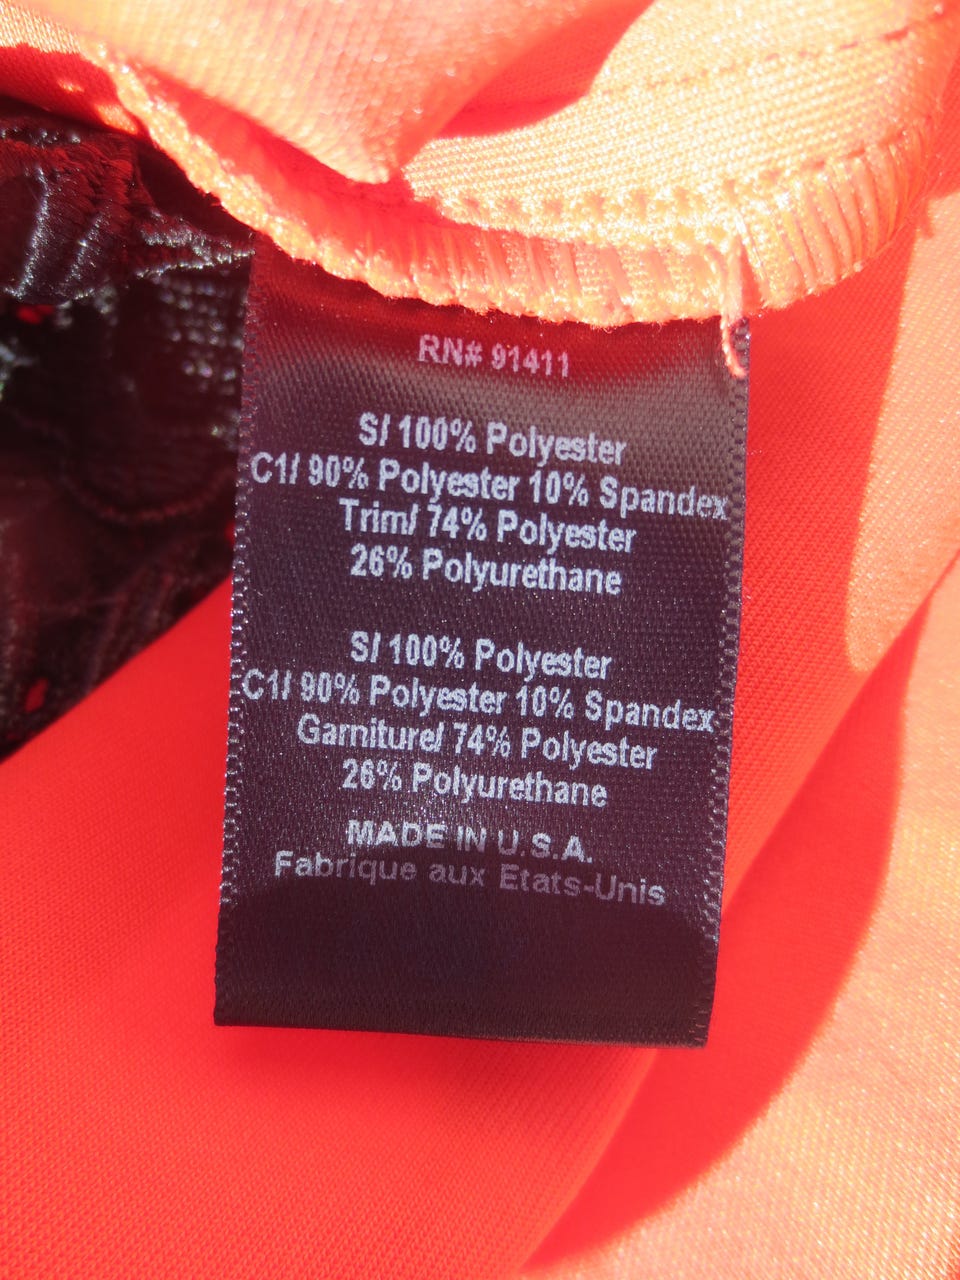 RN# 91411
S/ 100% Polyester
C1/ 90% Polyester 10% Spandex
Trim/ 74% Polyester
26% Polyurethane
S/ 100% Polyester
C1/ 90% Polyester 10% Spandex
Garniture/ 74% Polyester
26% Polyurethane
MADE IN U.S.A.
Fabrique aux Etats-Unis